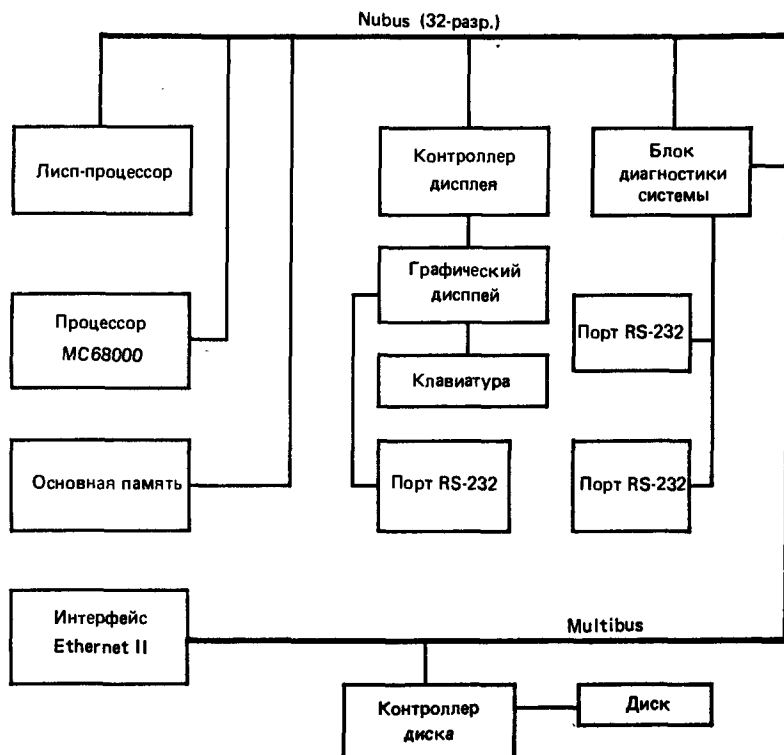 Nubus (32-разр.)
Лисп-процессор
Контроллер
дисплея
Блок
диагностики
системы
Графический
дисплей
Процессор
MC68000
Порт RS-232
Клавиатура
Основная память
Порт RS-232
Порт RS-232
Интерфейс
Ethernet II
Multibus
Контроллер
диска
Диск